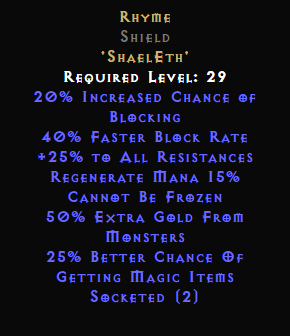 Rhyme
Shield
'ShaelEth'
Required Level: 29
20% Increased Chance of
Blocking
40% Faster Block Rate
+25% to All Resistances
Regenerate Mana 15%
Cannot Be Frozen
50% Extra Gold From
Monsters
25% Better Chance Of
Getting Magic Items
Socketed (2)